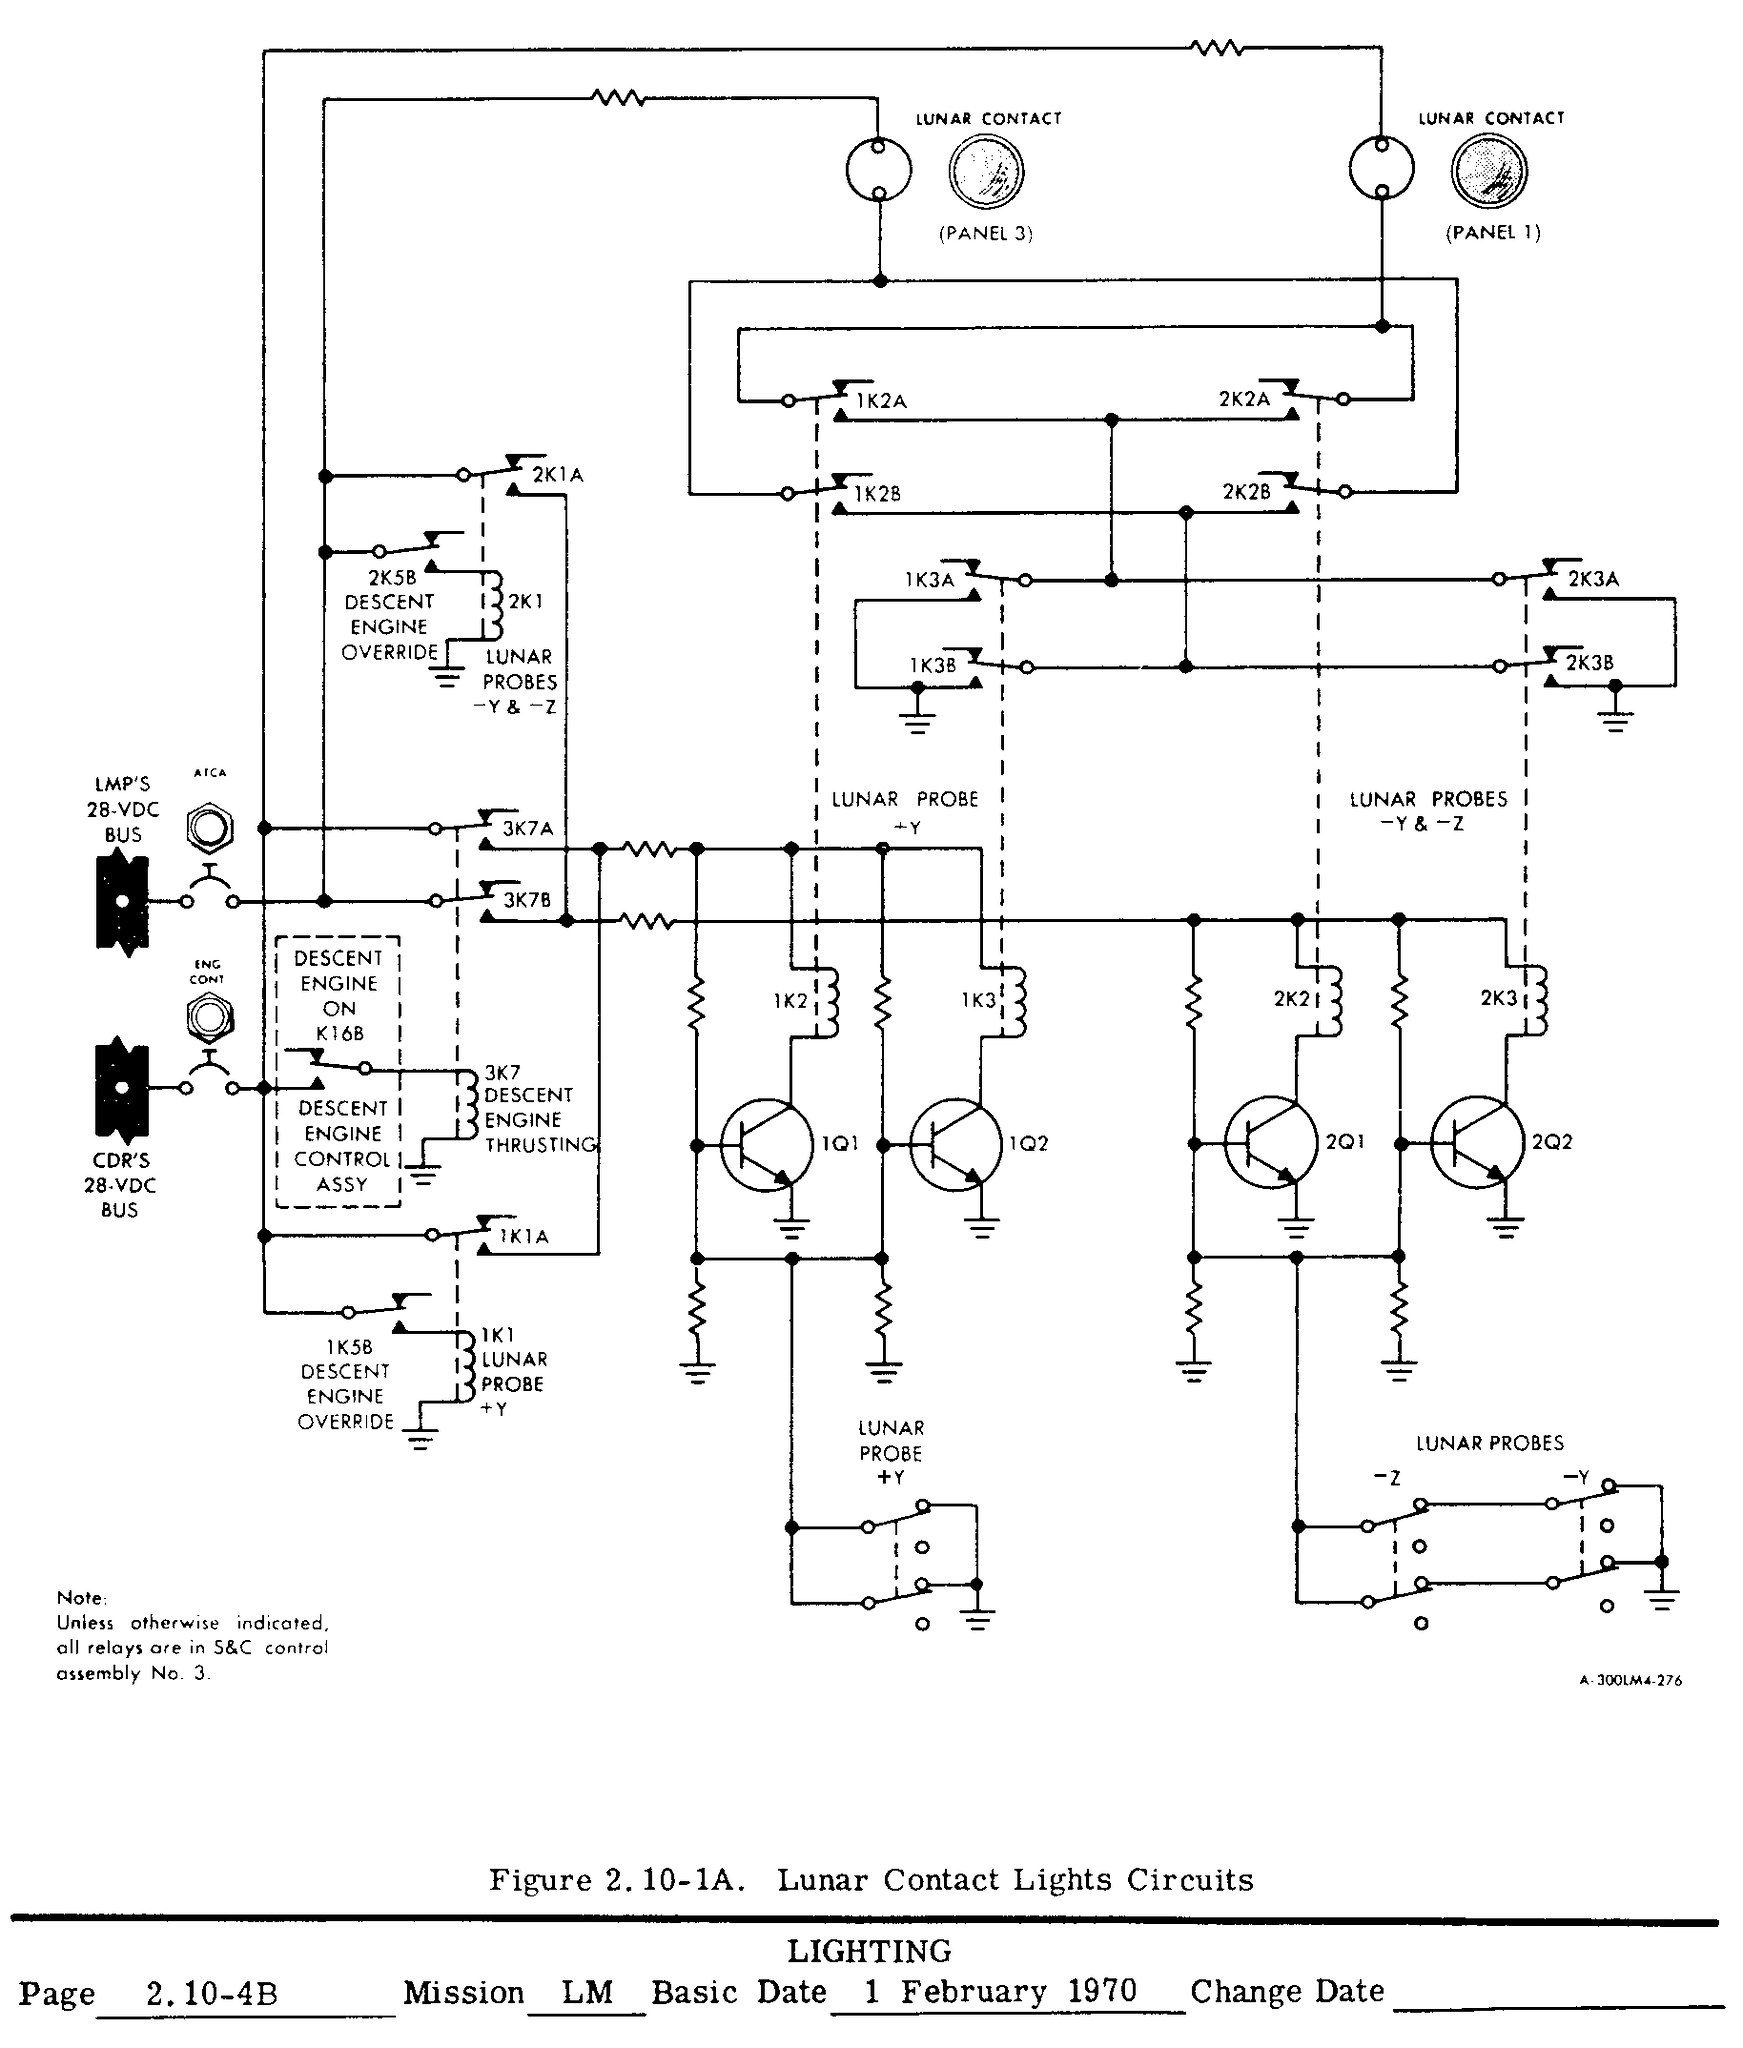 LUNAR CONTACT
(PANEL 3)
LUNAR CONTACT
(PANEL 1)
1K2A
2K2A
1K2B
2K2B
2K1A
2K5B
DESCENT
ENGINE
OVERRIDE
2K1
LUNAR
PROBES
-Y & -Z
1K3A
2K3A
1K3B
2K3B
LMP'S
28-VDC
BUS
ATCA
3K7A
3K7B
LUNAR PROBE
+Y
LUNAR PROBES
-Y & -Z
ENG
CONT
CDR'S
28-VDC
BUS
DESCENT
ENGINE
ON
K16B
DESCENT
ENGINE
CONTROL
ASSY
3K7
DESCENT
ENGINE
THRUSTING
1K2
1K3
2K2
2K3
1Q1
1Q2
2Q1
2Q2
1K1A
1K5B
DESCENT
ENGINE
OVERRIDE
1K1
LUNAR
PROBE
+Y
LUNAR
PROBE
+Y
LUNAR PROBES
-Z
-Y
Note:
Unless otherwise indicated,
all relays are in S&C control
assembly No. 3.
A-300LM4-276
Figure 2.10-1A. Lunar Contact Lights Circuits
LIGHTING
Page 2.10-4B Mission LM Basic Date 1 February 1970 Change Date